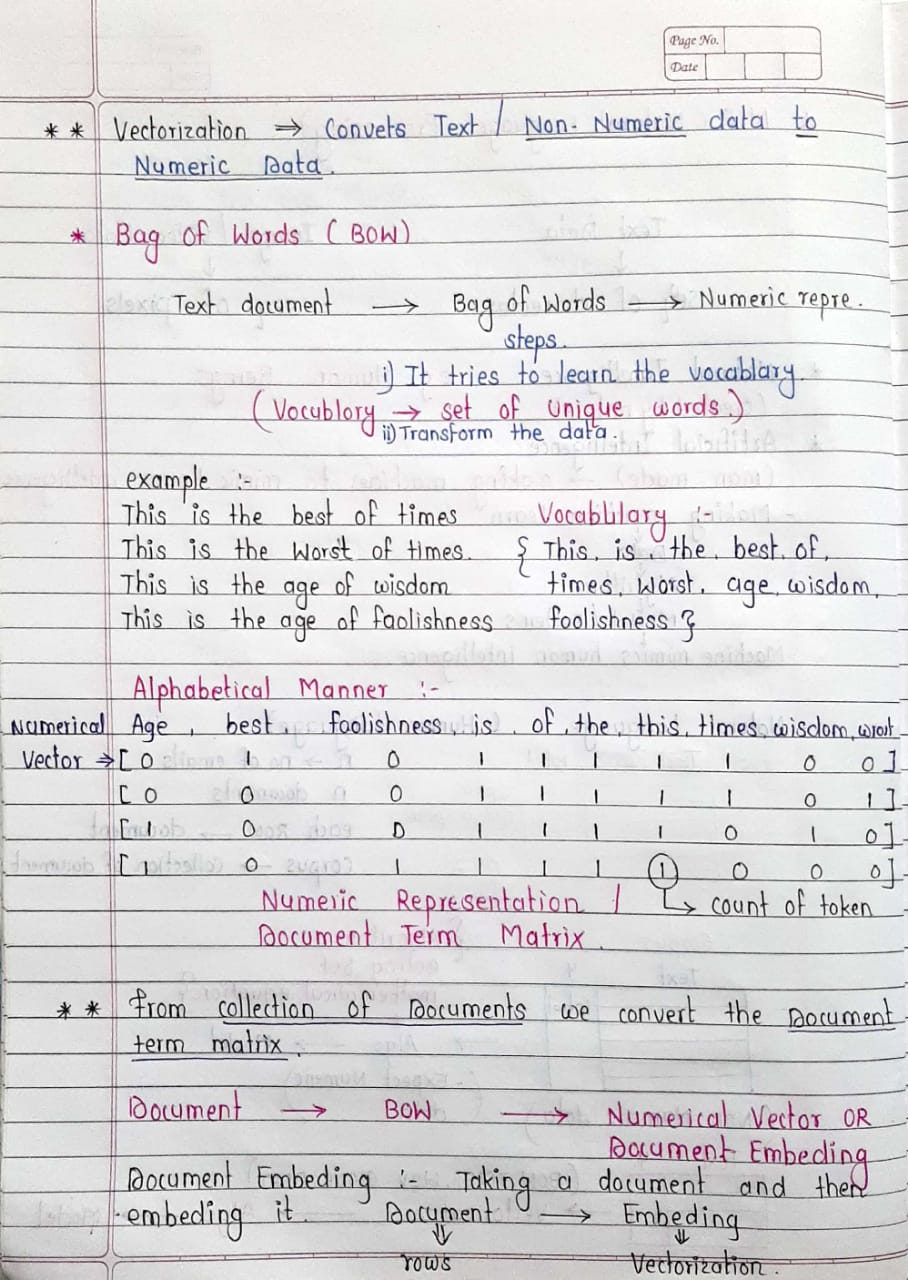 Page No.
Date
** Vectorization → Convets Text / Non-Numeric data to
Numeric Data.
* Bag of Words (BOW)
Text document → Bag of Words → Numeric repre.
steps.
i) It tries to learn the vocablary.
(Vocublory → set of unique words.)
ii) Transform the data.
example :-
This is the best of times Vocablilary :-
This is the worst of times. { This, is, the, best, of,
This is the age of wisdom times, worst, age, wisdom,
This is the age of faolishness foolishness }
Alphabetical Manner :-
Numerical Age, best, foolishness, is, of, the this, times, wisdom, worst
Vector → [0 1 0 1 1 1 1 1 0 0]
[0 0 0 1 1 1 1 1 0 1]
[1 0 0 1 1 1 1 0 1 0]
[1 0 1 1 1 1 1 0 0 0]
Numeric Representation / ↳ count of token
Document Term Matrix.
** from collection of Documents we convert the Document
term matrix.
Document → BOW → Numerical Vector OR
Document Embeding
Document Embeding :- Taking a document and then
embeding it. Document → Embeding
⇓ ⇓
rows Vectorization.